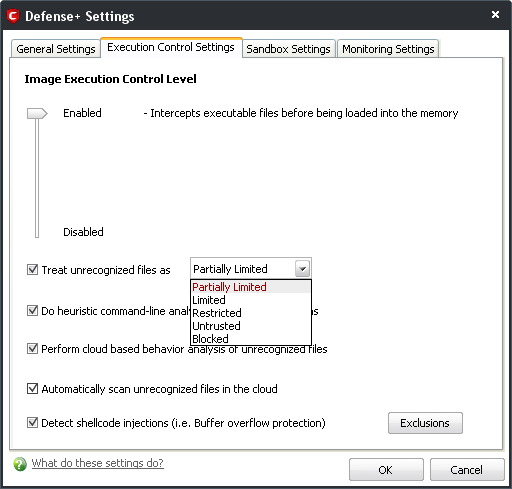 Defense+ Settings
General Settings Execution Control Settings Sandbox Settings Monitoring Settings
Image Execution Control Level
Enabled - Intercepts executable files before being loaded into the memory
Disabled
Treat unrecognized files as Partially Limited
Partially Limited
Limited
Restricted
Untrusted
Blocked
Do heuristic command-line
Perform cloud based behavior analysis of unrecognized files
Automatically scan unrecognized files in the cloud
Detect shellcode injections (i.e. Buffer overflow protection) Exclusions
What do these settings do? OK Cancel